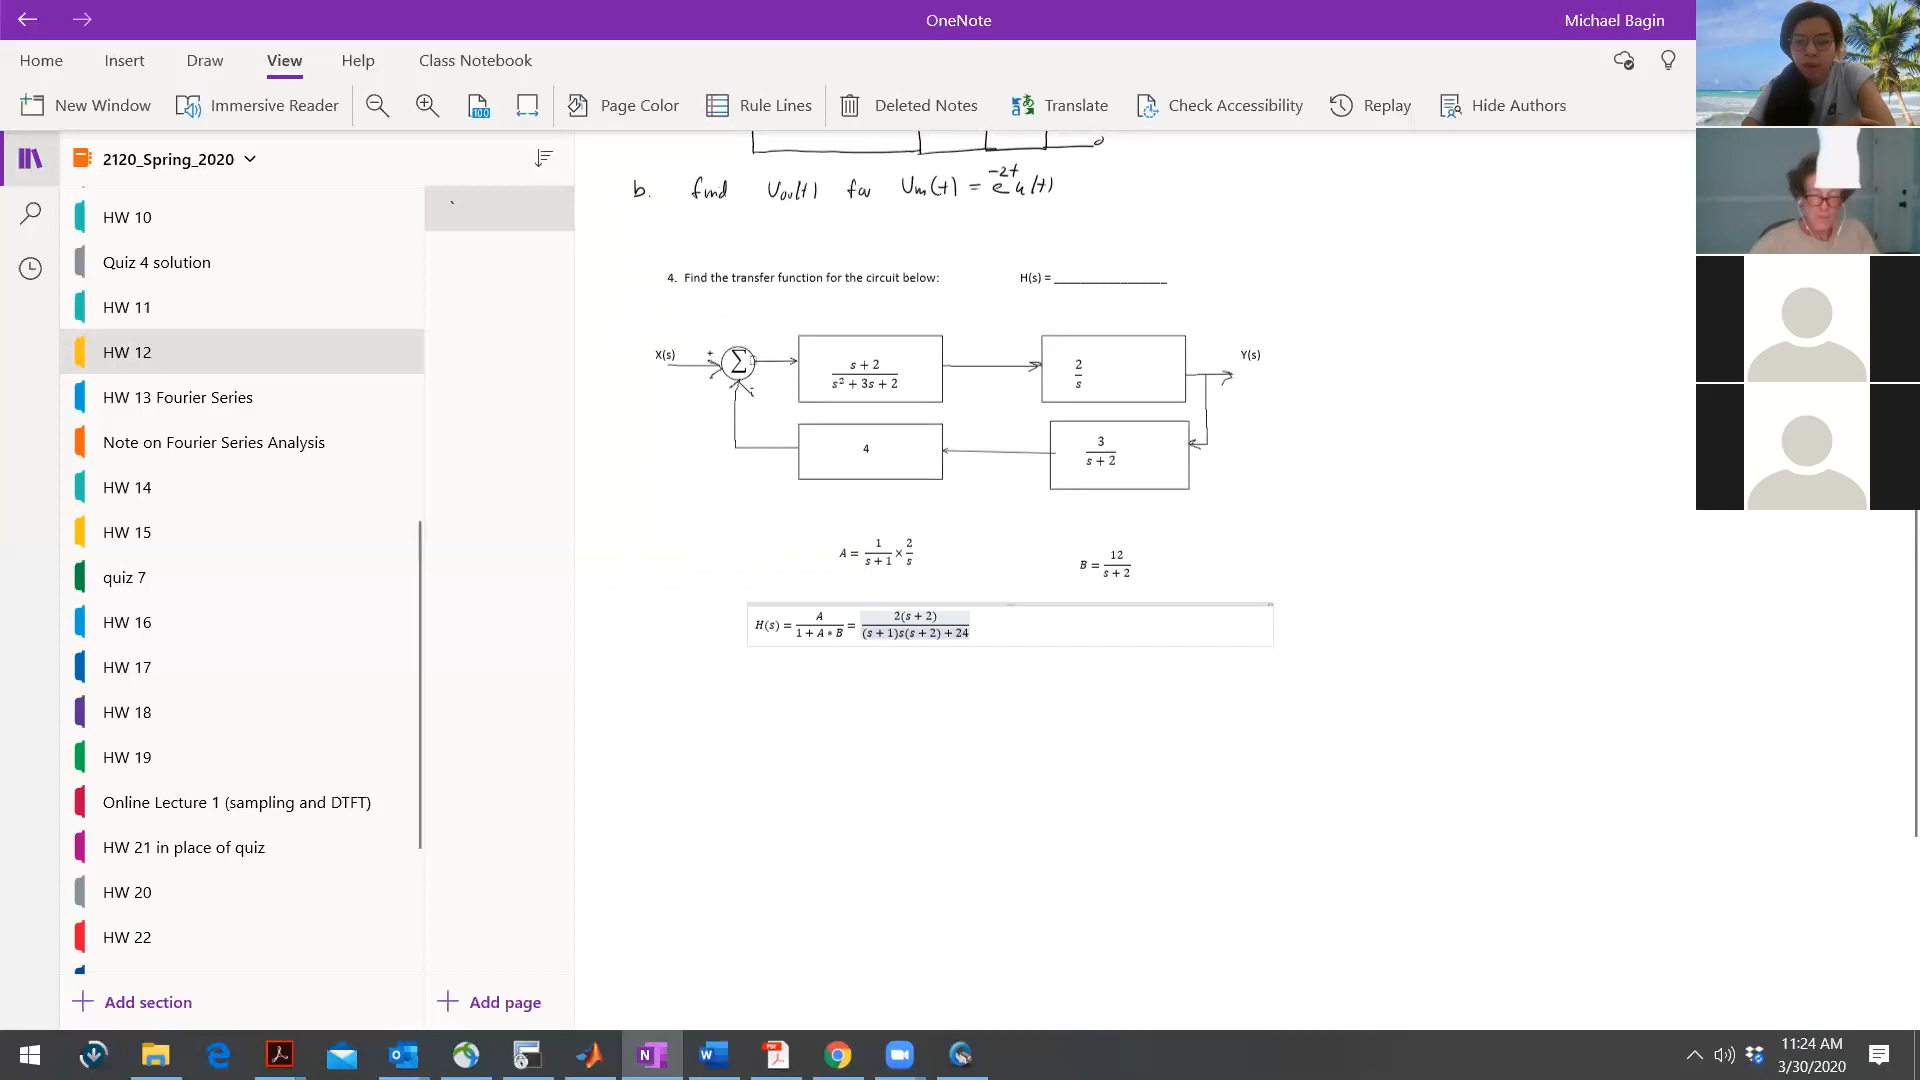 OneNote
Michael Bagin
Home Insert Draw View Help Class Notebook
New Window Immersive Reader Page Color Rule Lines Deleted Notes Translate Check Accessibility Replay Hide Authors
2120_Spring_2020
HW 10
Quiz 4 solution
HW 11
HW 12
HW 13 Fourier Series
Note on Fourier Series Analysis
HW 14
HW 15
quiz 7
HW 16
HW 17
HW 18
HW 19
Online Lecture 1 (sampling and DTFT)
HW 21 in place of quiz
HW 20
HW 22
Add section
`
Add page
b. find
4. Find the transfer function for the circuit below: H(s) = __________________
X(s)
+
∑
-
s + 2
s² + 3s + 2
2
s
Y(s)
4
3
s + 2
A = 1/(s + 1) × 2/s
B = 12/(s + 2)
H(s) = A/(1 + A ∗ B) = 2(s + 2)/((s + 1)s(s + 2) + 24)
11:24 AM
3/30/2020